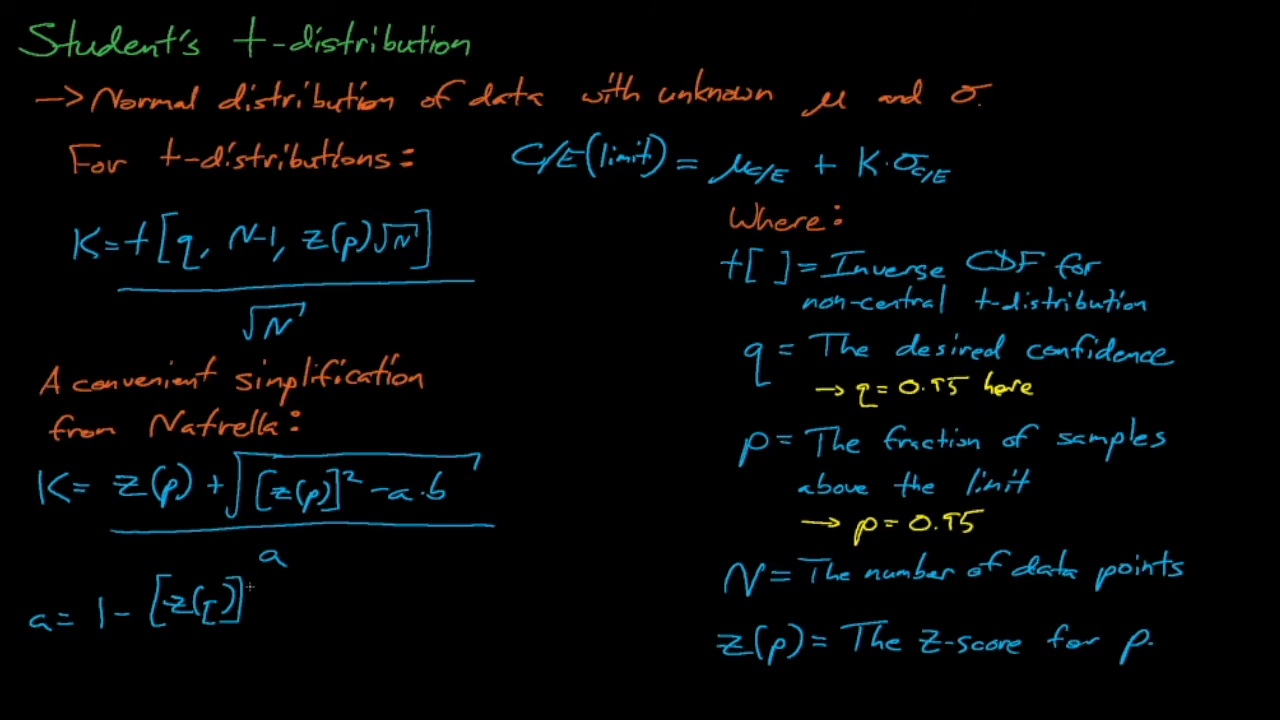 Student's t-distribution
→ Normal distribution of data with unknown μ and σ.
For t-distributions: C/E(limit) = μC/E + K·σC/E
K = t[q, N-1, z(p)√N]
√N
A convenient simplification
from Natrella:
K = z(p) + √([z(p)]² - a·b)
a
a = 1 - [z(q)]
Where:
t[ ] = Inverse CDF for
non-central t-distribution
q = The desired confidence
→ q = 0.95 here
p = The fraction of samples
above the limit
→ p = 0.95
N = The number of data points
z(p) = The z-score for p.